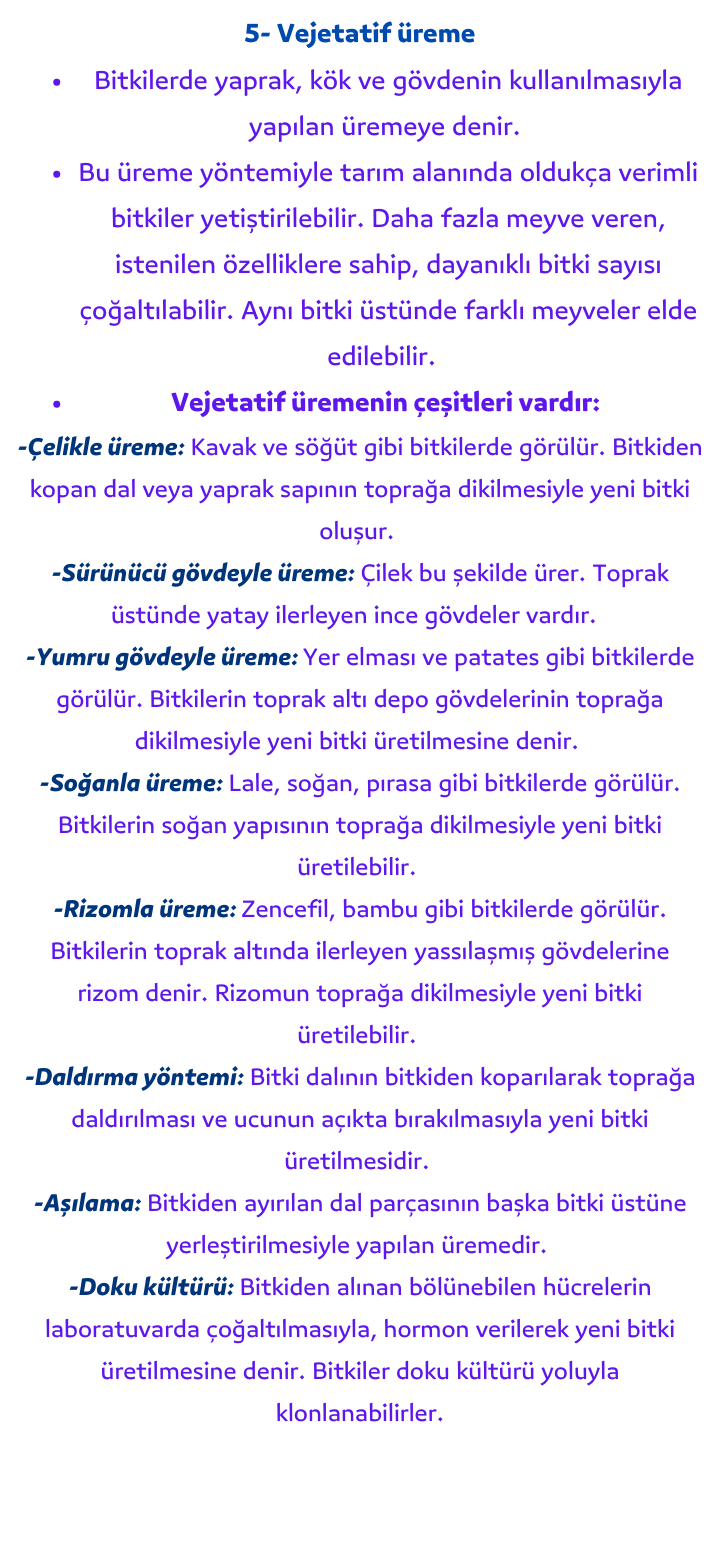 5- Vejetatif üreme
• Bitkilerde yaprak, kök ve gövdenin kullanılmasıyla
yapılan üremeye denir.
• Bu üreme yöntemiyle tarım alanında oldukça verimli
bitkiler yetiştirilebilir. Daha fazla meyve veren,
istenilen özelliklere sahip, dayanıklı bitki sayısı
çoğaltılabilir. Aynı bitki üstünde farklı meyveler elde
edilebilir.
• Vejetatif üremenin çeşitleri vardır:
-Çelikle üreme: Kavak ve söğüt gibi bitkilerde görülür. Bitkiden
kopan dal veya yaprak sapının toprağa dikilmesiyle yeni bitki
oluşur.
-Sürünücü gövdeyle üreme: Çilek bu şekilde ürer. Toprak
üstünde yatay ilerleyen ince gövdeler vardır.
-Yumru gövdeyle üreme: Yer elması ve patates gibi bitkilerde
görülür. Bitkilerin toprak altı depo gövdelerinin toprağa
dikilmesiyle yeni bitki üretilmesine denir.
-Soğanla üreme: Lale, soğan, pırasa gibi bitkilerde görülür.
Bitkilerin soğan yapısının toprağa dikilmesiyle yeni bitki
üretilebilir.
-Rizomla üreme: Zencefil, bambu gibi bitkilerde görülür.
Bitkilerin toprak altında ilerleyen yassılaşmış gövdelerine
rizom denir. Rizomun toprağa dikilmesiyle yeni bitki
üretilebilir.
-Daldırma yöntemi: Bitki dalının bitkiden koparılarak toprağa
daldırılması ve ucunun açıkta bırakılmasıyla yeni bitki
üretilmesidir.
-Aşılama: Bitkiden ayırılan dal parçasının başka bitki üstüne
yerleştirilmesiyle yapılan üremedir.
-Doku kültürü: Bitkiden alınan bölünebilen hücrelerin
laboratuvarda çoğaltılmasıyla, hormon verilerek yeni bitki
üretilmesine denir. Bitkiler doku kültürü yoluyla
klonlanabilirler.